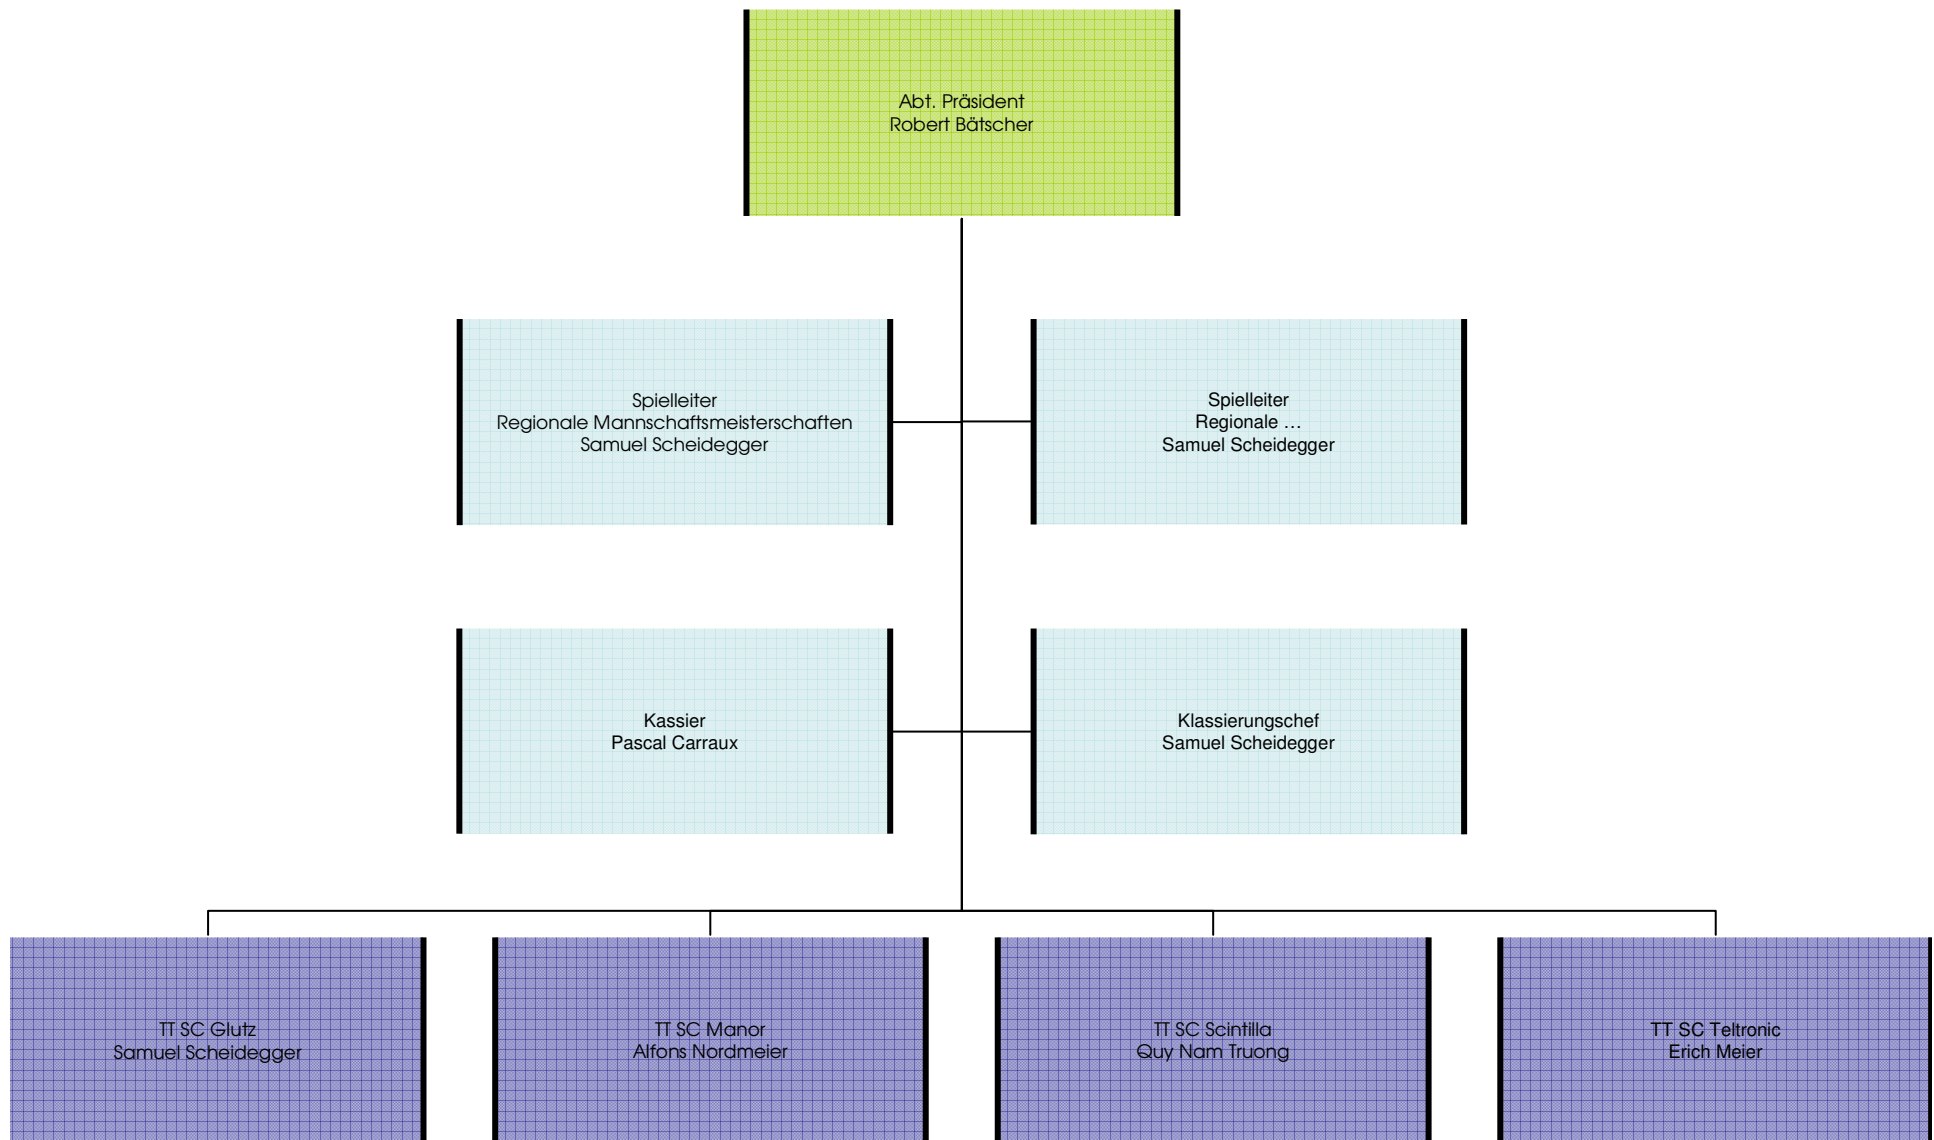 Abt. Präsident
Robert Bätscher
Spielleiter
Regionale Mannschaftsmeisterschaften
Samuel Scheidegger
Spielleiter
Regionale ...
Samuel Scheidegger
Kassier
Pascal Carraux
Klassierungschef
Samuel Scheidegger
TT SC Glutz
Samuel Scheidegger
TT SC Manor
Alfons Nordmeier
TT SC Scintilla
Quy Nam Truong
TT SC Teltronic
Erich Meier